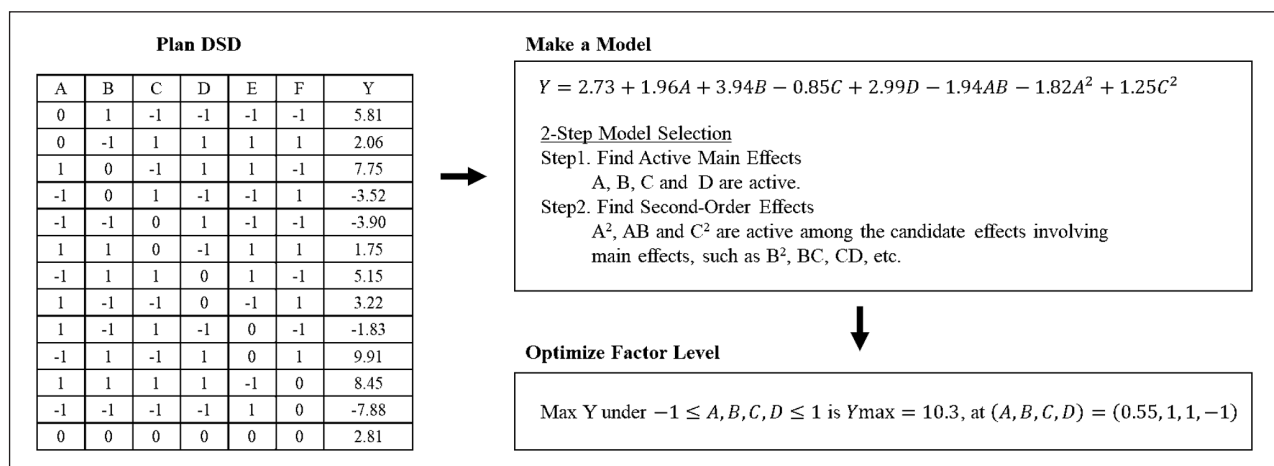 Plan DSD
A B C D E F Y
0 1 -1 -1 -1 -1 5.81
0 -1 1 1 1 1 2.06
1 0 -1 1 1 -1 7.75
-1 0 1 -1 -1 1 -3.52
-1 -1 0 1 -1 -1 -3.90
1 1 0 -1 1 1 1.75
-1 1 1 0 1 -1 5.15
1 -1 -1 0 -1 1 3.22
1 -1 1 -1 0 -1 -1.83
-1 1 -1 1 0 1 9.91
1 1 1 1 -1 0 8.45
-1 -1 -1 -1 1 0 -7.88
0 0 0 0 0 0 2.81
Make a Model
Y = 2.73 + 1.96A + 3.94B − 0.85C + 2.99D − 1.94AB − 1.82A² + 1.25C²
2-Step Model Selection
Step1. Find Active Main Effects
A, B, C and D are active.
Step2. Find Second-Order Effects
A², AB and C² are active among the candidate effects involving
main effects, such as B², BC, CD, etc.
Optimize Factor Level
Max Y under −1 ≤ A, B, C, D ≤ 1 is Ymax = 10.3, at (A, B, C, D) = (0.55, 1, 1, −1)